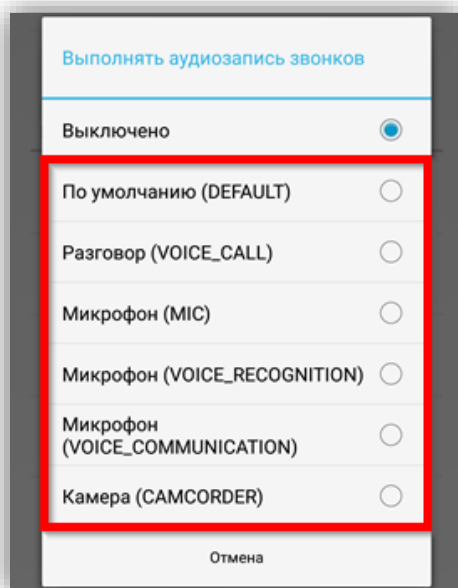 Выполнять аудиозапись звонков
Выключено
По умолчанию (DEFAULT)
Разговор (VOICE_CALL)
Микрофон (MIC)
Микрофон (VOICE_RECOGNITION)
Микрофон
(VOICE_COMMUNICATION)
Камера (CAMCORDER)
Отмена